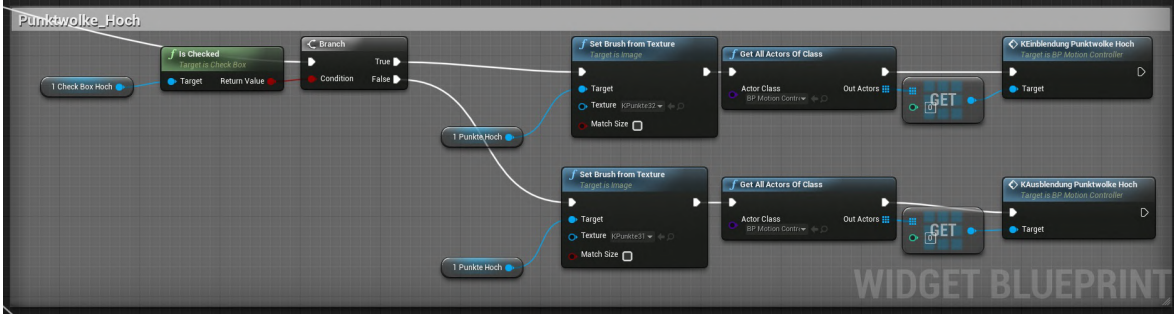 Punktwolke_Hoch
Is Checked
Target is Check Box
Target
Return Value
1 Check Box Hoch
Branch
True
Condition
False
Set Brush from Texture
Target is Image
Target
Texture
KPunkte32
Match Size
1 Punkte Hoch
Get All Actors Of Class
Actor Class
Out Actors
BP Motion Contr
GET
0
KEinblendung Punktwolke Hoch
Target is BP Motion Controller
Target
Set Brush from Texture
Target is Image
Target
Texture
KPunkte31
Match Size
1 Punkte Hoch
Get All Actors Of Class
Actor Class
Out Actors
BP Motion Contr
GET
0
KAusblendung Punktwolke Hoch
Target is BP Motion Controller
Target
WIDGET BLUEPRINT